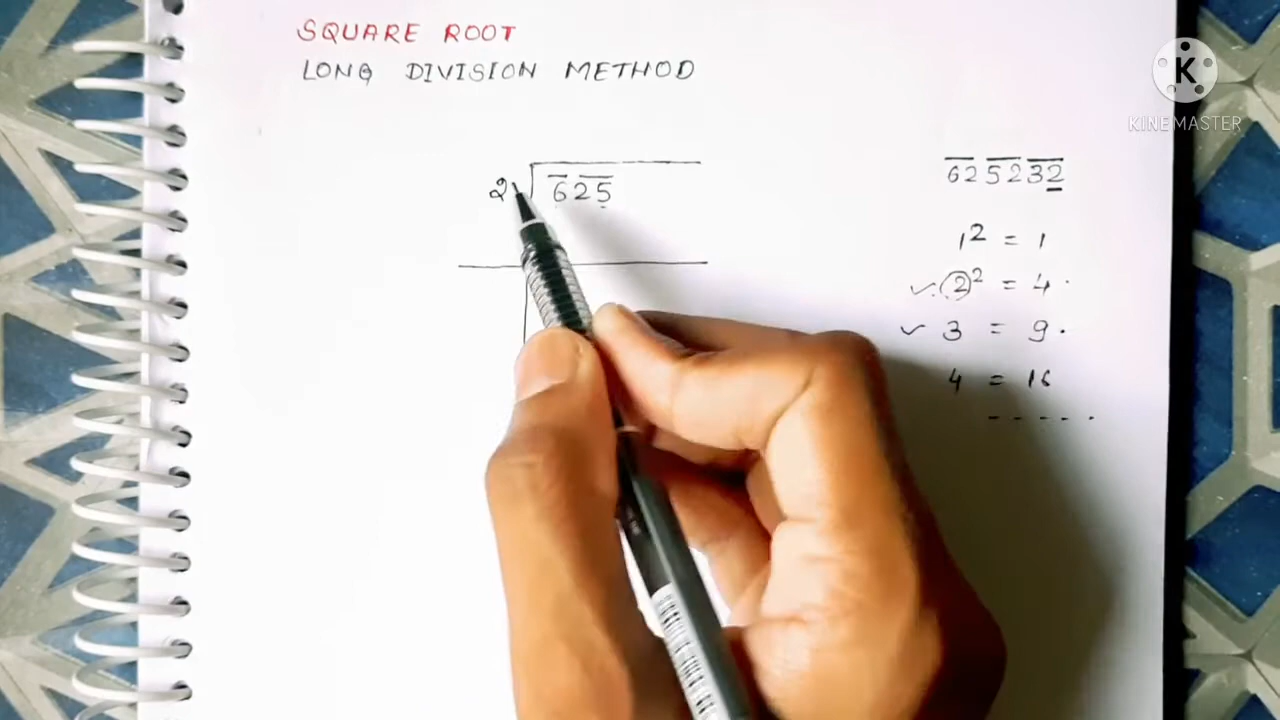 SQUARE ROOT
LONG DIVISION METHOD
2 625
625232
1² = 1
✓. 2² = 4.
✓ 3 = 9.
4 = 16
- - - - .
K
KINEMASTER